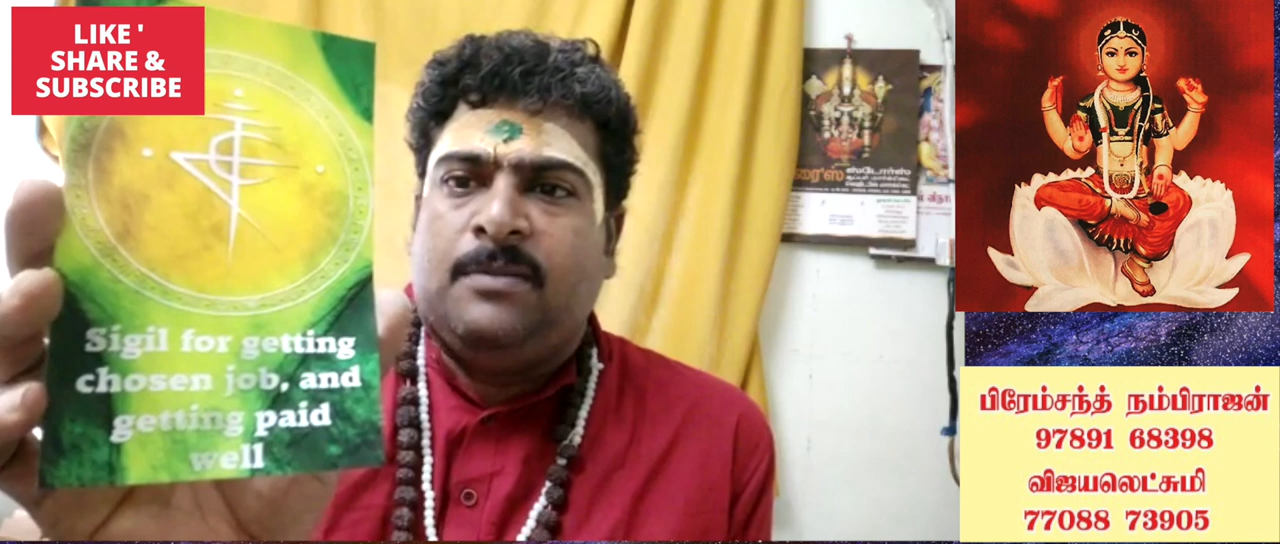 LIKE '
SHARE &
SUBSCRIBE
Sigil for getting
chosen job, and
getting paid
well
ஸ்டோர்ஸ்
பிரேம்சந்த் நம்பிராஜன்
97891 68398
விஜயலெட்சுமி
77088 73905